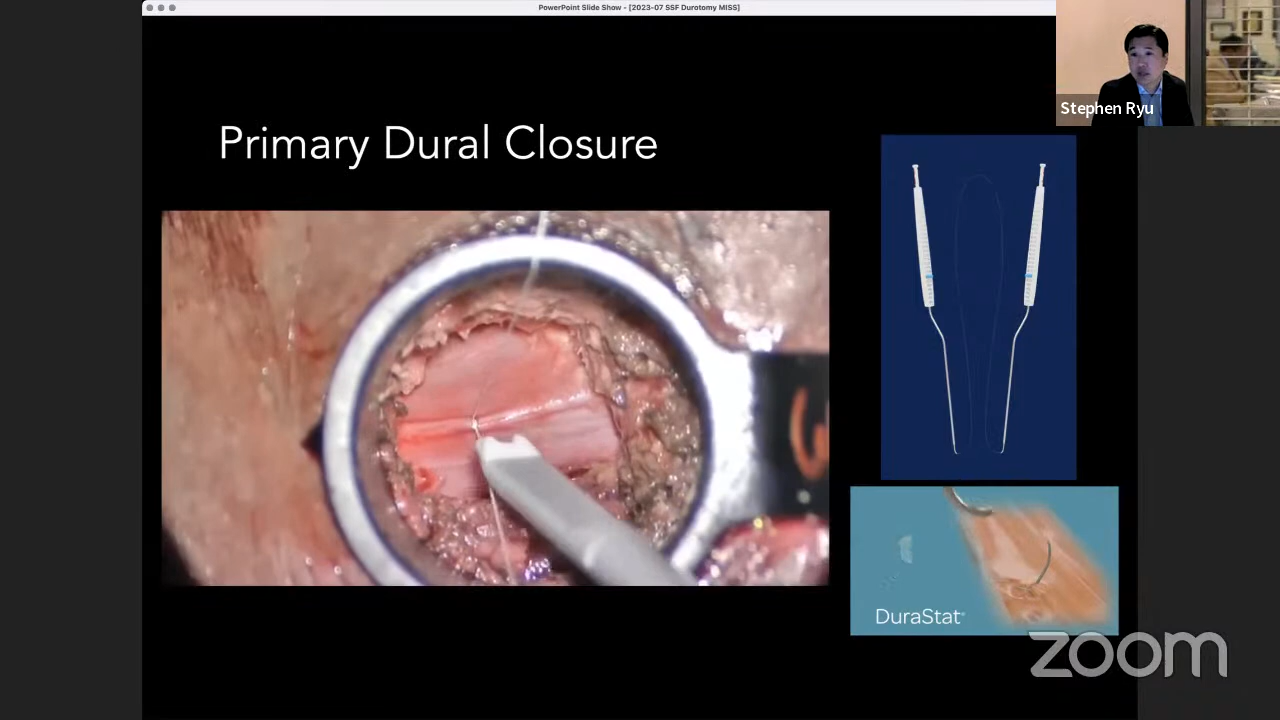 PowerPoint Slide Show - [2023-07 SSF Durotomy MISS]
Stephen Ryu
Primary Dural Closure
DuraStat®
zoom